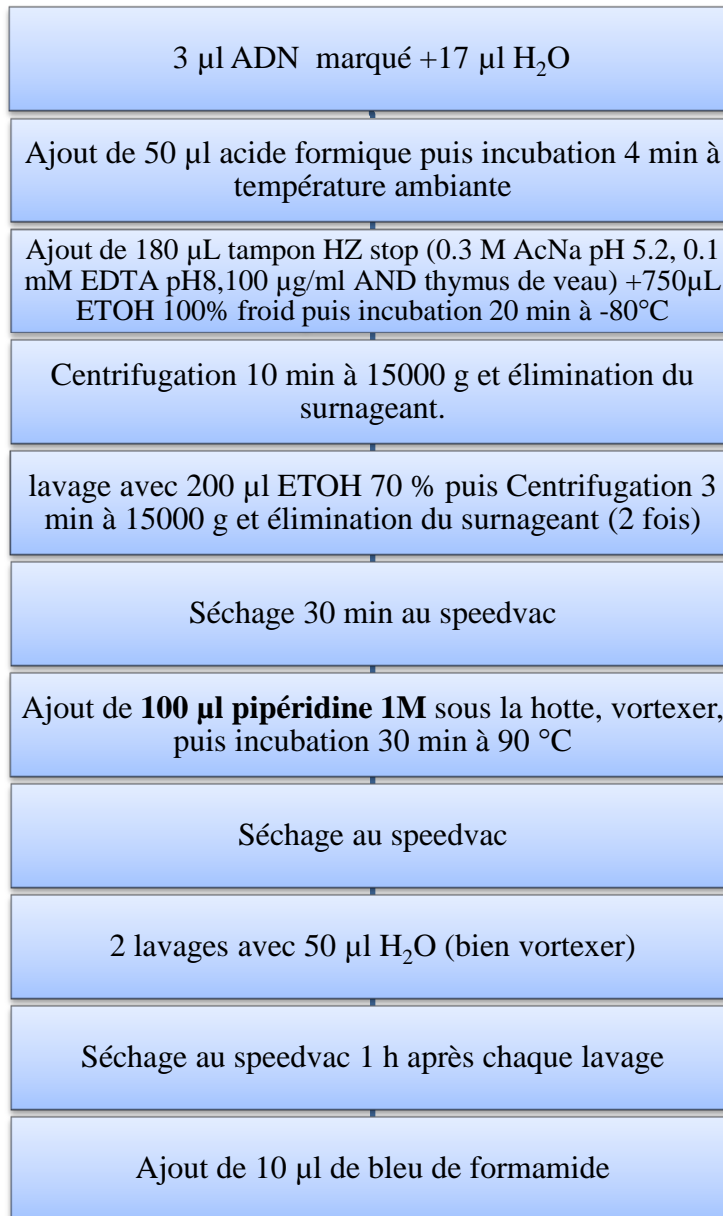 3 µl ADN marqué +17 µl H₂O
Ajout de 50 µl acide formique puis incubation 4 min à
température ambiante
Ajout de 180 µL tampon HZ stop (0.3 M AcNa pH 5.2, 0.1
mM EDTA pH8,100 µg/ml AND thymus de veau) +750µL
ETOH 100% froid puis incubation 20 min à -80°C
Centrifugation 10 min à 15000 g et élimination du
surnageant.
lavage avec 200 µl ETOH 70 % puis Centrifugation 3
min à 15000 g et élimination du surnageant (2 fois)
Séchage 30 min au speedvac
Ajout de 100 µl pipéridine 1M sous la hotte, vortexer,
puis incubation 30 min à 90 °C
Séchage au speedvac
2 lavages avec 50 µl H₂O (bien vortexer)
Séchage au speedvac 1 h après chaque lavage
Ajout de 10 µl de bleu de formamide